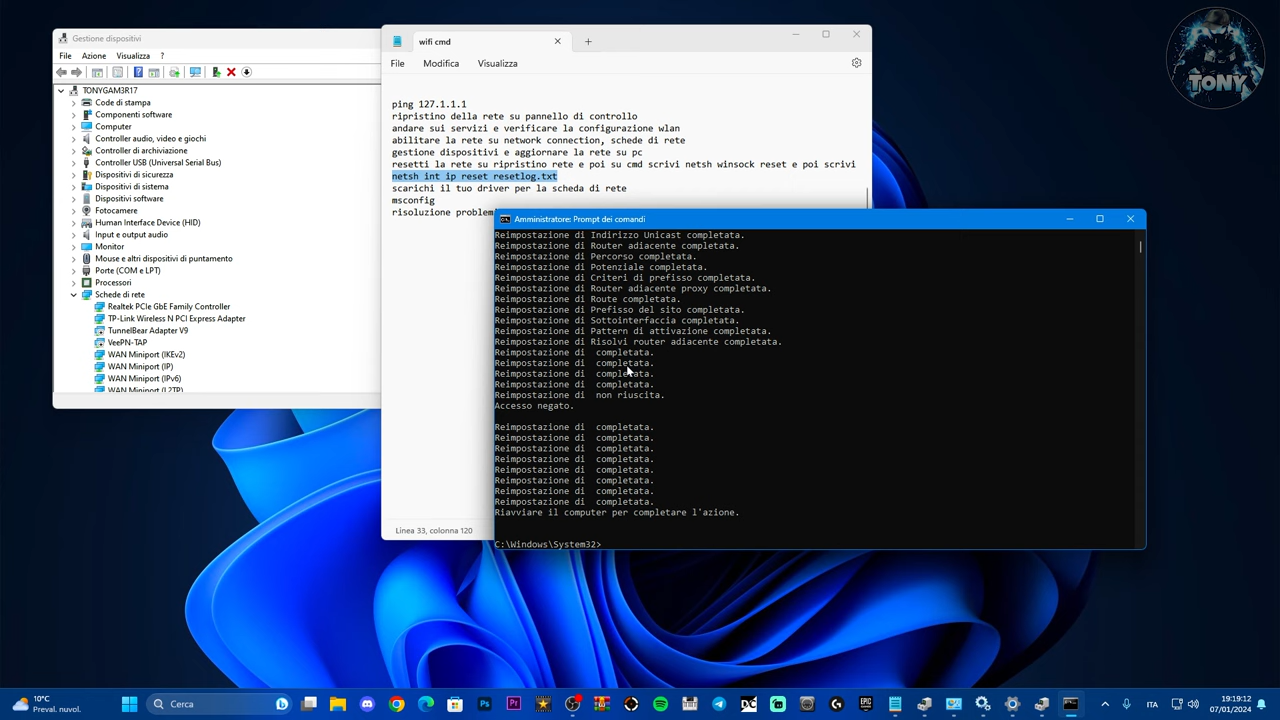 TONY
Gestione dispositivi
File Azione Visualizza ?
TONYGAM3R17
Code di stampa
Componenti software
Computer
Controller audio, video e giochi
Controller di archiviazione
Controller USB (Universal Serial Bus)
Dispositivi di sicurezza
Dispositivi di sistema
Dispositivi software
Fotocamere
Human Interface Device (HID)
Input e output audio
Monitor
Mouse e altri dispositivi di puntamento
Porte (COM e LPT)
Processori
Schede di rete
Realtek PCIe GbE Family Controller
TP-Link Wireless N PCI Express Adapter
TunnelBear Adapter V9
VeePN-TAP
WAN Miniport (IKEv2)
WAN Miniport (IP)
WAN Miniport (IPv6)
WAN Miniport (L2TP)
wifi cmd
File Modifica Visualizza
ping 127.1.1.1
ripristino della rete su pannello di controllo
andare sui servizi e verificare la configurazione wlan
abilitare la rete su network connection, schede di rete
gestione dispositivi e aggiornare la rete su pc
resetti la rete su ripristino rete e poi su cmd scrivi netsh winsock reset e poi scrivi
netsh int ip reset resetlog.txt
scarichi il tuo driver per la scheda di rete
msconfig
risoluzione problem
Linea 33, colonna 120
Amministratore: Prompt dei comandi
Reimpostazione di Indirizzo Unicast completata.
Reimpostazione di Router adiacente completata.
Reimpostazione di Percorso completata.
Reimpostazione di Potenziale completata.
Reimpostazione di Criteri di prefisso completata.
Reimpostazione di Router adiacente proxy completata.
Reimpostazione di Route completata.
Reimpostazione di Prefisso del sito completata.
Reimpostazione di Sottointerfaccia completata.
Reimpostazione di Pattern di attivazione completata.
Reimpostazione di Risolvi router adiacente completata.
Reimpostazione di  completata.
Reimpostazione di  completata.
Reimpostazione di  completata.
Reimpostazione di  completata.
Reimpostazione di  non riuscita.
Accesso negato.
Reimpostazione di  completata.
Reimpostazione di  completata.
Reimpostazione di  completata.
Reimpostazione di  completata.
Reimpostazione di  completata.
Reimpostazione di  completata.
Reimpostazione di  completata.
Reimpostazione di  completata.
Riavviare il computer per completare l'azione.
C:\Windows\System32>
10°C
Preval. nuvol.
Cerca
Ps
Pr
DC
EPIC
ITA
19:19:12
07/01/2024